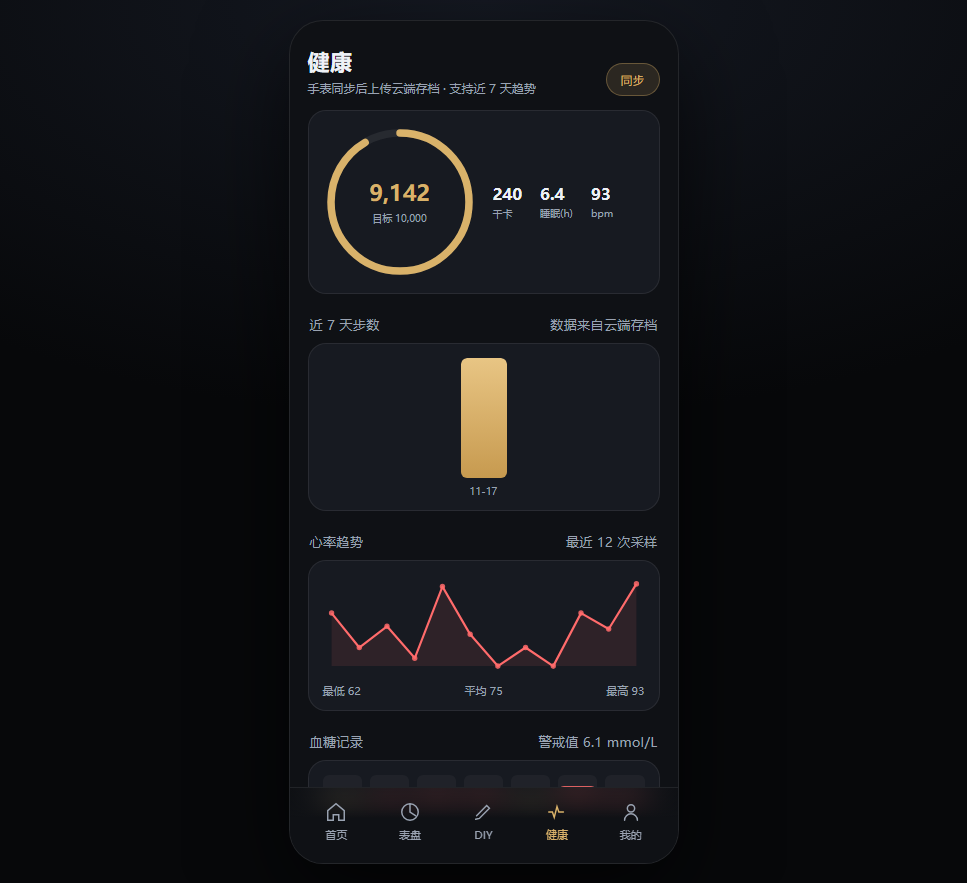 健康
手表同步后上传云端存档 · 支持近 7 天趋势
同步
9,142
目标 10,000
240
千卡
6.4
睡眠(h)
93
bpm
近 7 天步数
数据来自云端存档
11-17
心率趋势
最近 12 次采样
最低 62
平均 75
最高 93
血糖记录
警戒值 6.1 mmol/L
首页
表盘
DIY
健康
我的